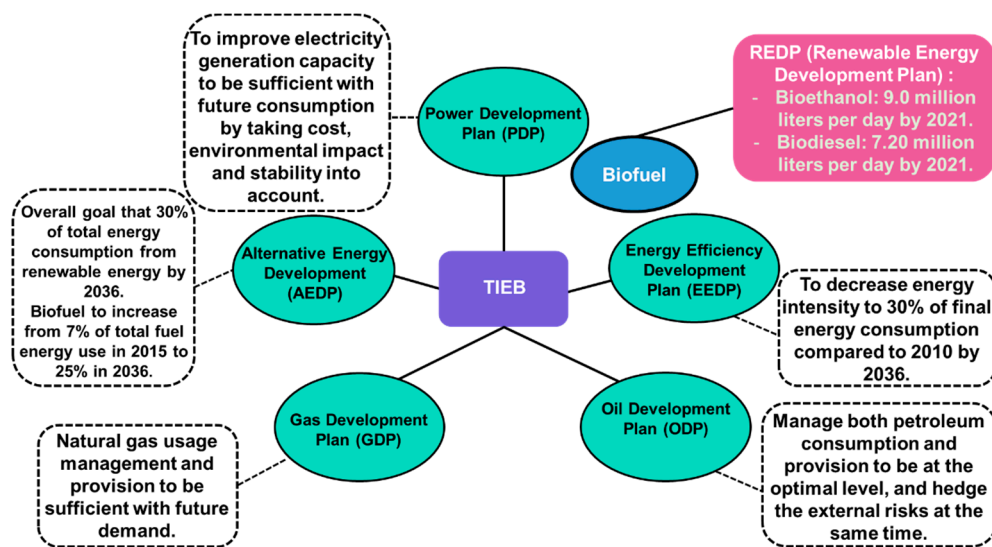 To improve electricity
generation capacity
to be sufficient with
future consumption
by taking cost,
environmental impact
and stability into
account.
Power Development
Plan (PDP)
REDP (Renewable Energy
Development Plan) :
- Bioethanol: 9.0 million
liters per day by 2021.
- Biodiesel: 7.20 million
liters per day by 2021.
Biofuel
Overall goal that 30%
of total energy
consumption from
renewable energy by
2036.
Biofuel to increase
from 7% of total fuel
energy use in 2015 to
25% in 2036.
Alternative Energy
Development
(AEDP)
TIEB
Energy Efficiency
Development
Plan (EEDP)
To decrease energy
intensity to 30% of final
energy consumption
compared to 2010 by
2036.
Gas Development
Plan (GDP)
Oil Development
Plan (ODP)
Natural gas usage
management and
provision to be
sufficient with future
demand.
Manage both petroleum
consumption and
provision to be at the
optimal level, and hedge
the external risks at the
same time.